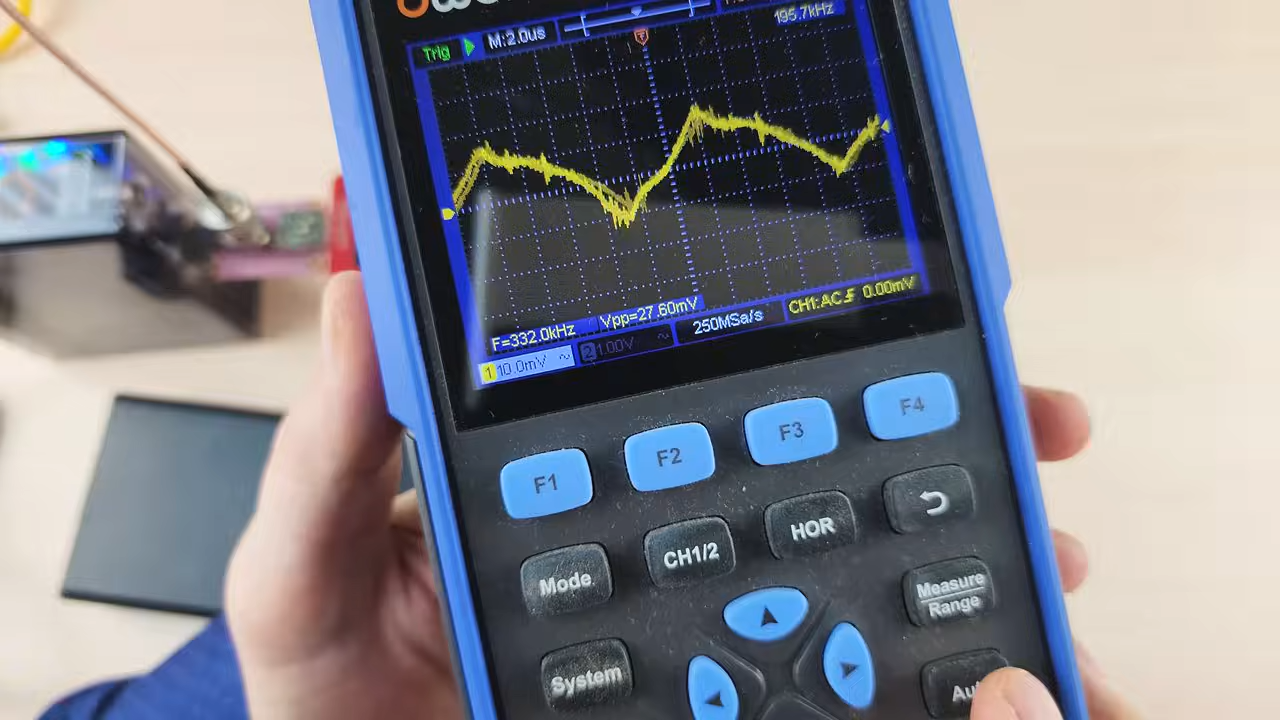 195.7kHz
Trig M:2.0us
T
F=332.0kHz Vpp=27.60mV
250MSa/s
CH1:AC 0.00mV
1 10.0mV ~
2 1.00V ~
F1 F2 F3 F4
Mode CH1/2 HOR
Measure
Range
System